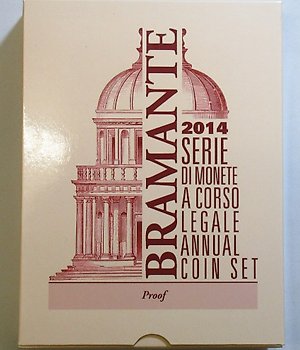 BRAMANTE
2014
SERIE
DI MONETE
A CORSO
LEGALE
ANNUAL
COIN SET
Proof